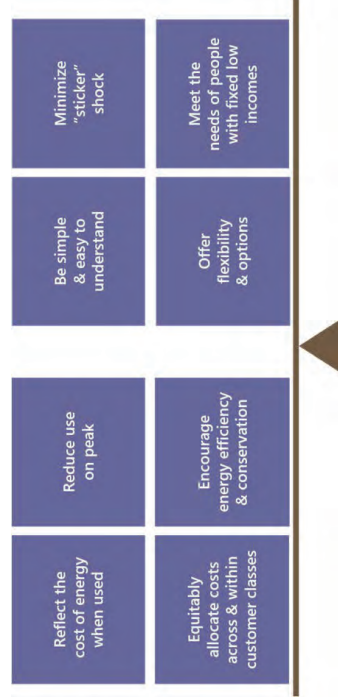 Reflect the
cost of energy
when used
Reduce use
on peak
Be simple
& easy to
understand
Minimize
"sticker"
shock
Equitably
allocate costs
across & within
customer classes
Encourage
energy efficiency
& conservation
Offer
flexibility
& options
Meet the
needs of people
with fixed low
incomes